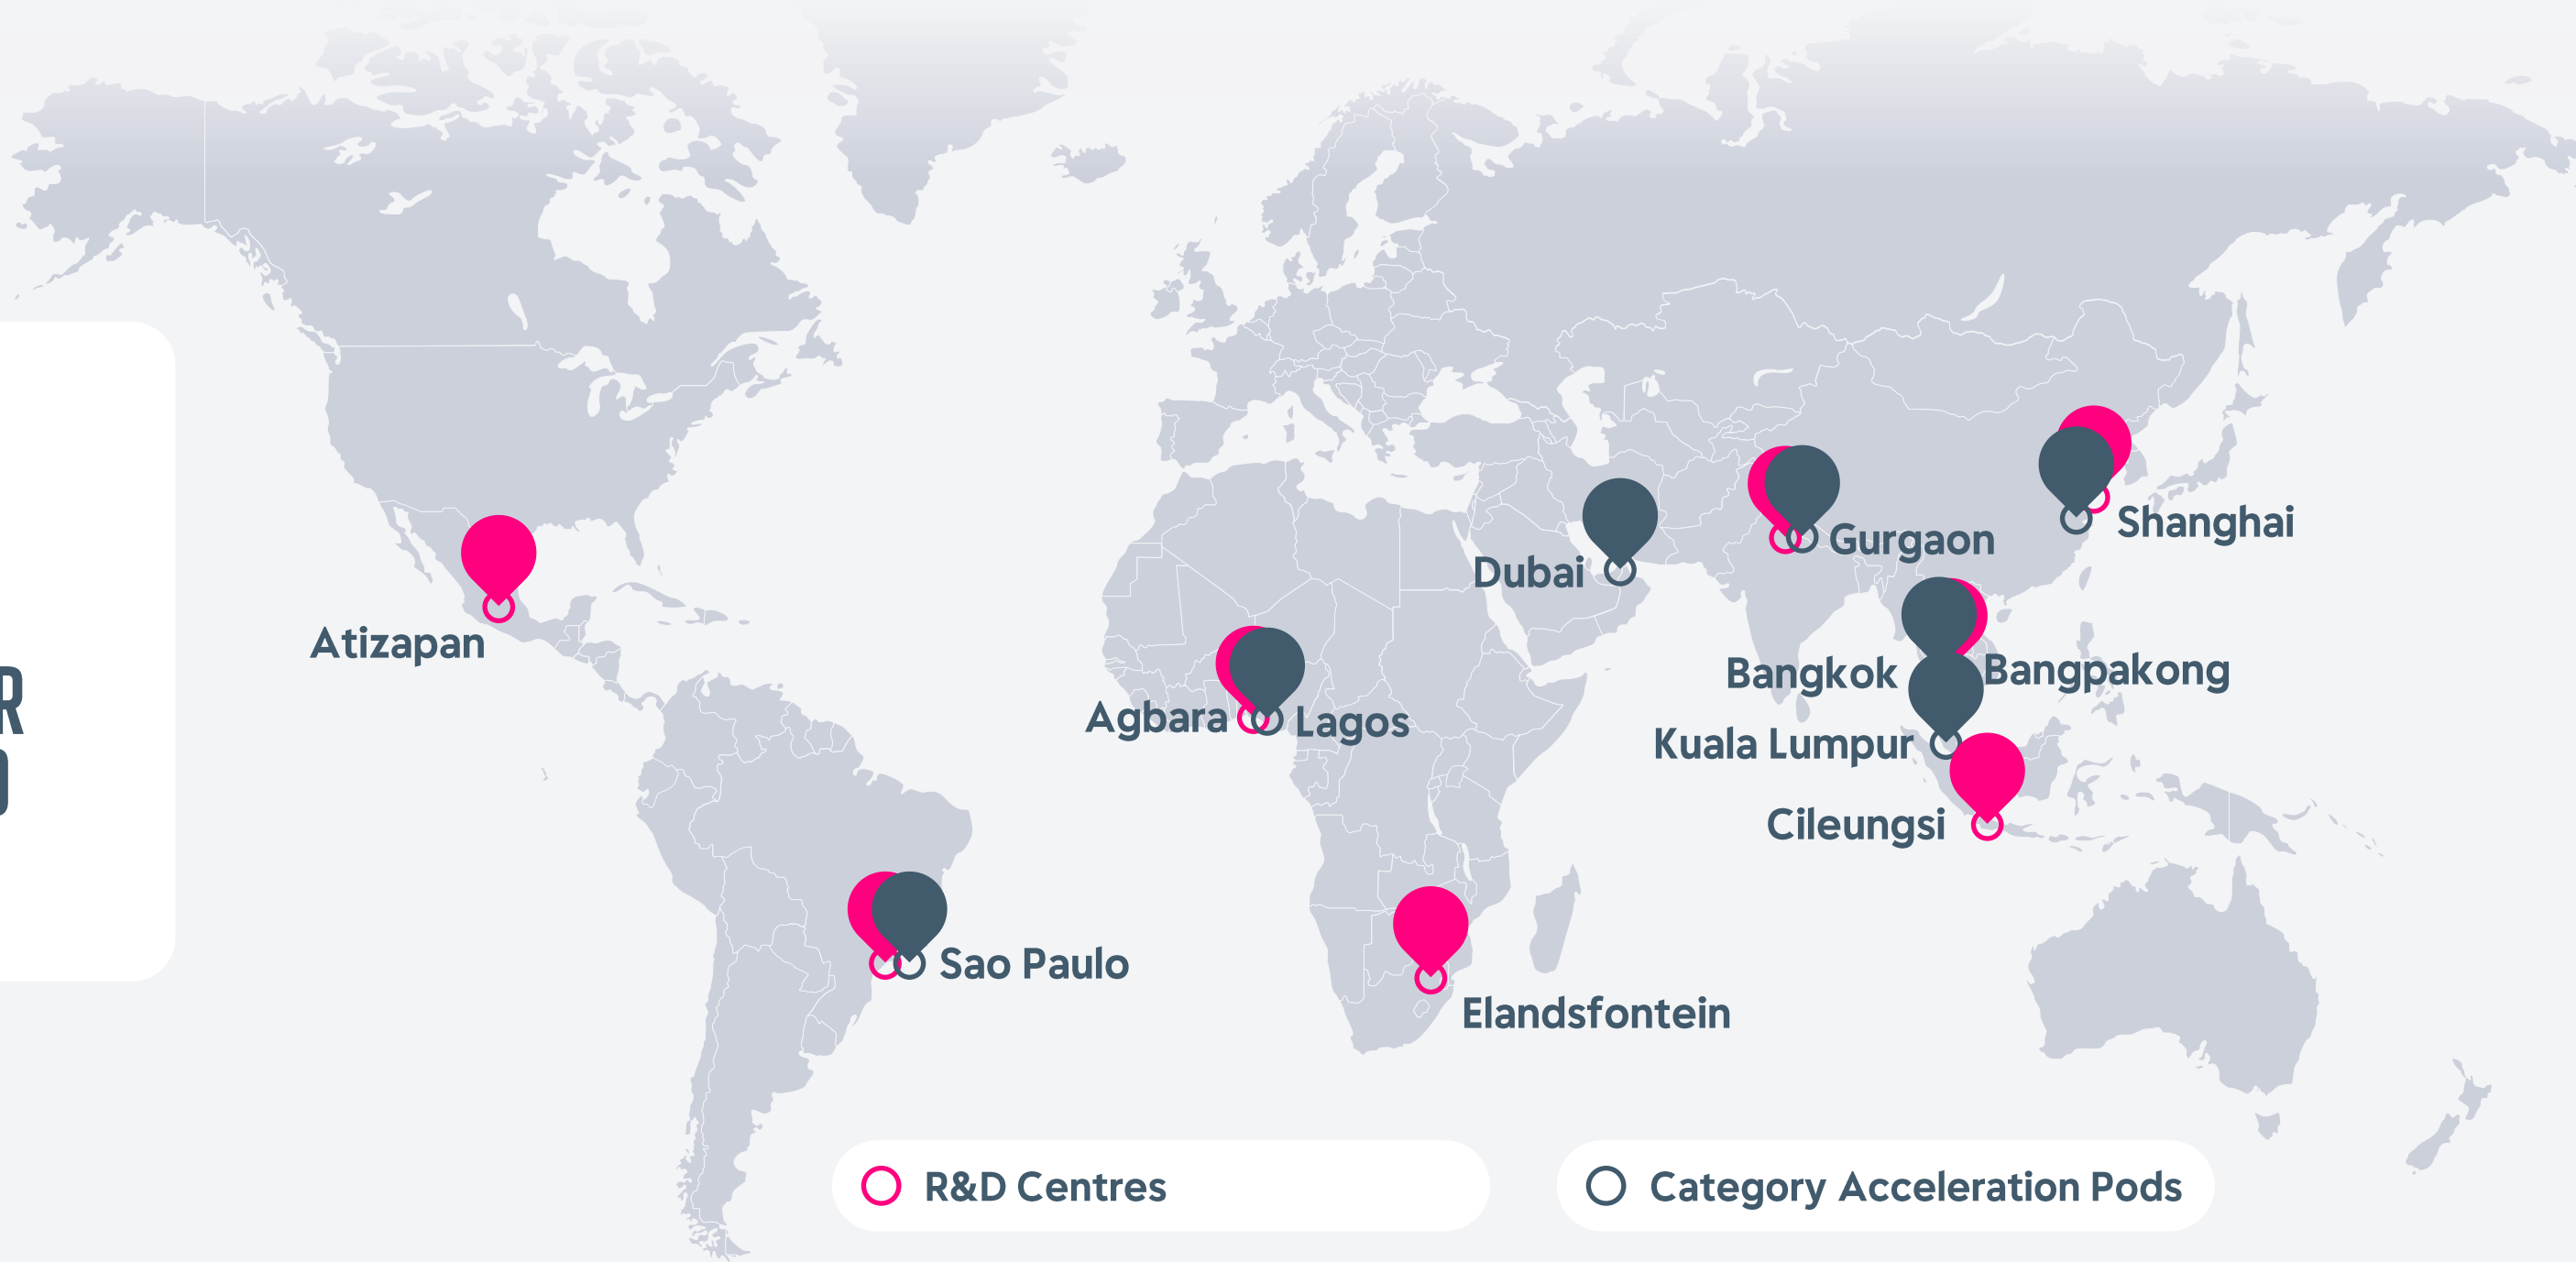 Shanghai
Gurgaon
Dubai
Atizapan
Bangkok
Bangpakong
Agbara
Lagos
Kuala Lumpur
Cileungsi
Sao Paulo
Elandsfontein
R&D Centres
Category Acceleration Pods